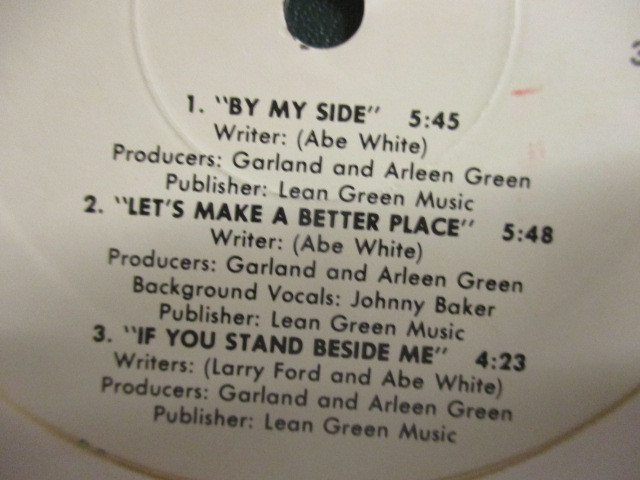 1. "BY MY SIDE" 5:45
Writer: (Abe White)
Producers: Garland and Arleen Green
Publisher: Lean Green Music
2. "LET'S MAKE A BETTER PLACE" 5:48
Writer: (Abe White)
Producers: Garland and Arleen Green
Background Vocals: Johnny Baker
Publisher: Lean Green Music
3. "IF YOU STAND BESIDE ME" 4:23
Writers: (Larry Ford and Abe White)
Producers: Garland and Arleen Green
Publisher: Lean Green Music